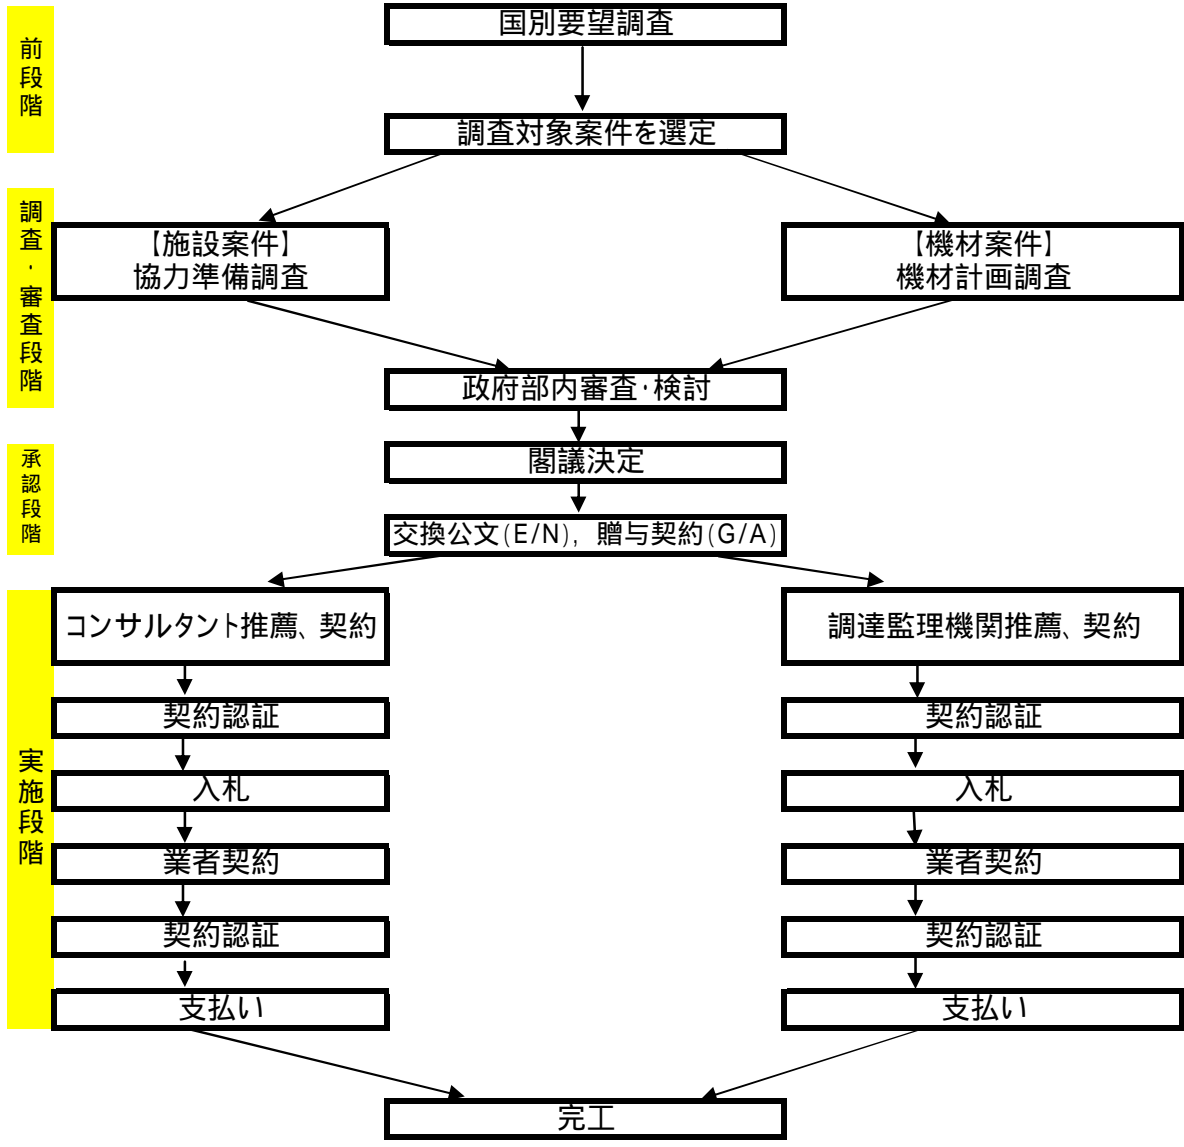 前段階
国別要望調査
調査対象案件を選定
調査・審査段階
【施設案件】
協力準備調査
【機材案件】
機材計画調査
政府部内審査・検討
承認段階
閣議決定
交換公文(E/N), 贈与契約(G/A)
実施段階
コンサルタント推薦、契約
調達監理機関推薦、契約
契約認証
契約認証
入札
入札
業者契約
業者契約
契約認証
契約認証
支払い
支払い
完工